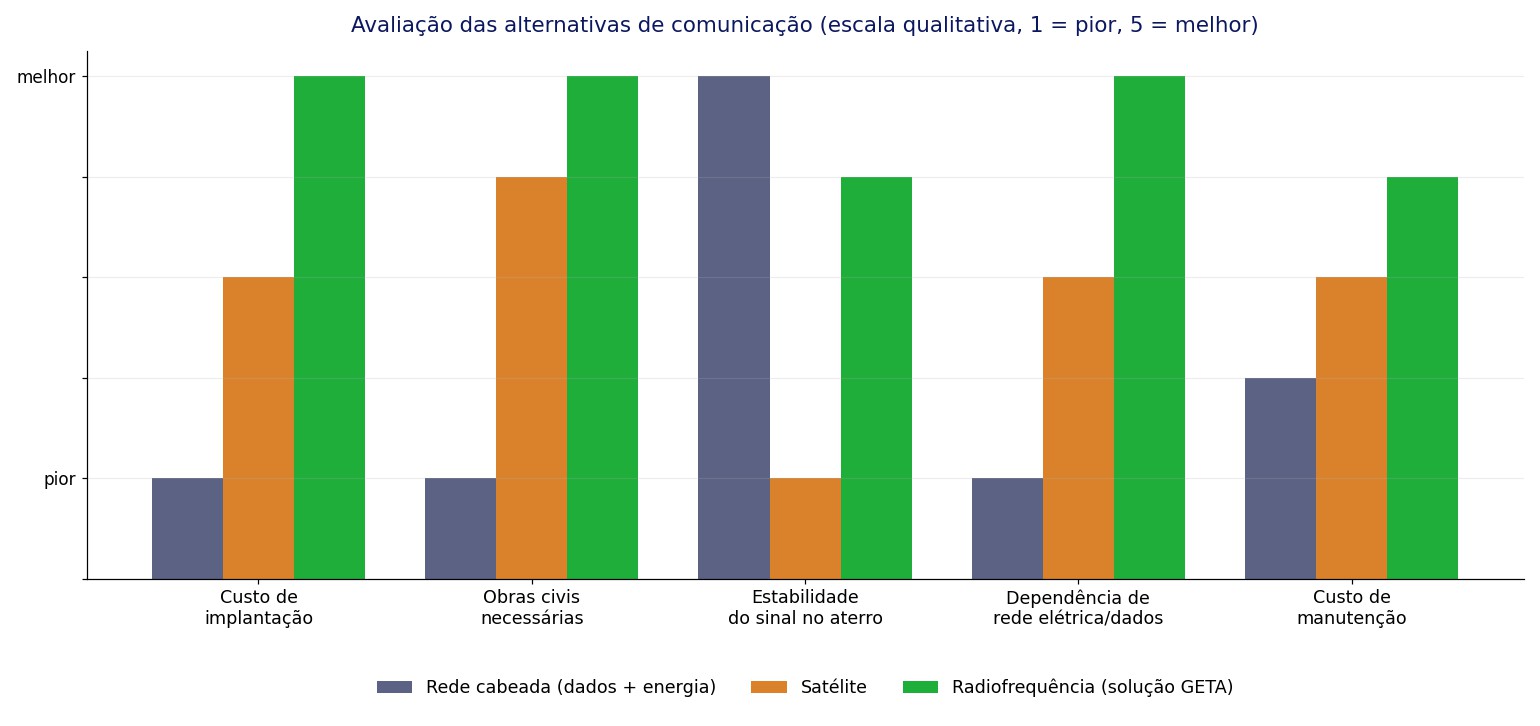 Avaliação das alternativas de comunicação (escala qualitativa, 1 = pior, 5 = melhor)
melhor
pior
Custo de
implantação
Obras civis
necessárias
Estabilidade
do sinal no aterro
Dependência de
rede elétrica/dados
Custo de
manutenção
Rede cabeada (dados + energia)
Satélite
Radiofrequência (solução GETA)